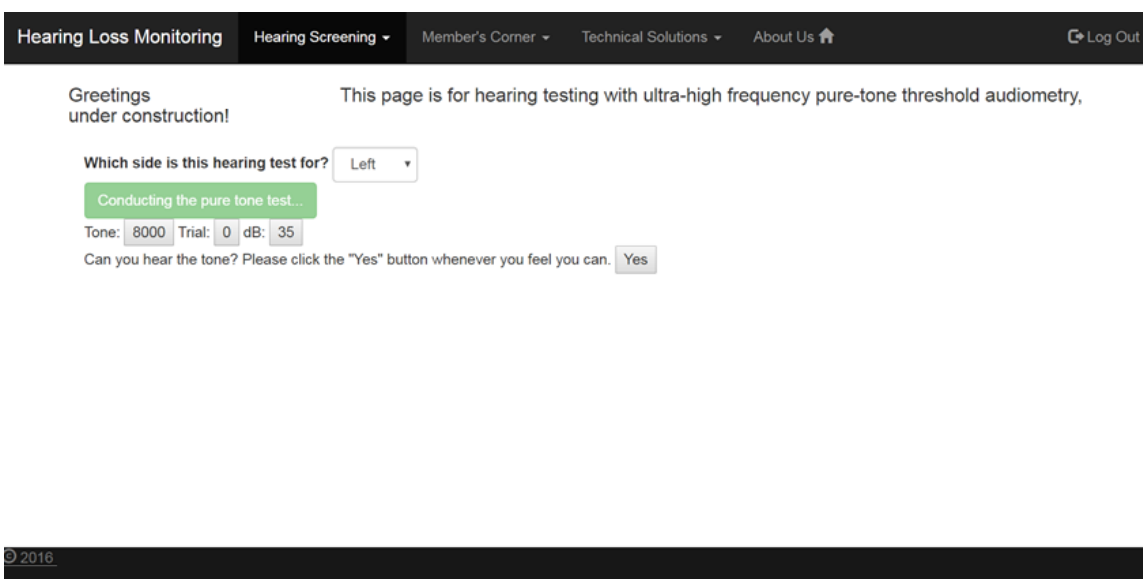 Hearing Loss Monitoring Hearing Screening Member's Corner Technical Solutions About Us Log Out
Greetings This page is for hearing testing with ultra-high frequency pure-tone threshold audiometry,
under construction!
Which side is this hearing test for? Left
Conducting the pure tone test...
Tone: 8000 Trial: 0 dB: 35
Can you hear the tone? Please click the "Yes" button whenever you feel you can. Yes
© 2016